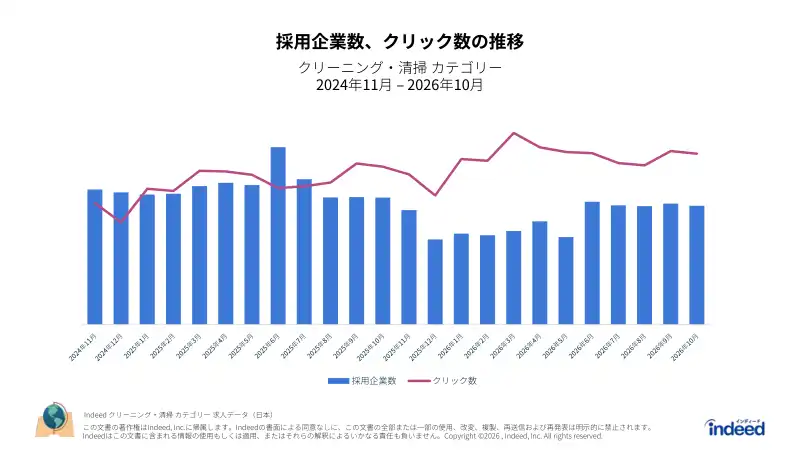 採用企業数、クリック数の推移
クリーニング・清掃 カテゴリー
2024年11月 – 2026年10月
2024年11月
2024年12月
2025年1月
2025年2月
2025年3月
2025年4月
2025年5月
2025年6月
2025年7月
2025年8月
2025年9月
2025年10月
2025年11月
2025年12月
2026年1月
2026年2月
2026年3月
2026年4月
2026年5月
2026年6月
2026年7月
2026年8月
2026年9月
2026年10月
採用企業数 クリック数
Indeed クリーニング・清掃 カテゴリー 求人データ（日本）
この文書の著作権はIndeed, Inc.に帰属します。Indeedの書面による同意なしに、この文書の全部または一部の使用、改変、複製、再送信および再発表は明示的に禁止されます。
Indeedはこの文書に含まれる情報の使用もしくは適用、またはそれらの解釈によるいかなる責任も負いません。Copyright ©2026 , Indeed, Inc. All rights reserved.
インディード
indeed